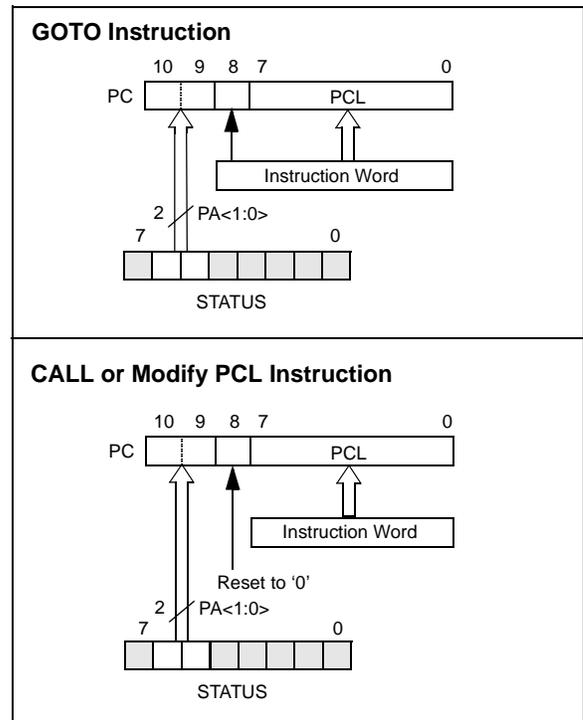 GOTO Instruction
10 9 8 7 0
PC PCL
Instruction Word
2 PA<1:0>
7 0
STATUS
CALL or Modify PCL Instruction
10 9 8 7 0
PC PCL
Instruction Word
Reset to ‘0’
2 PA<1:0>
7 0
STATUS